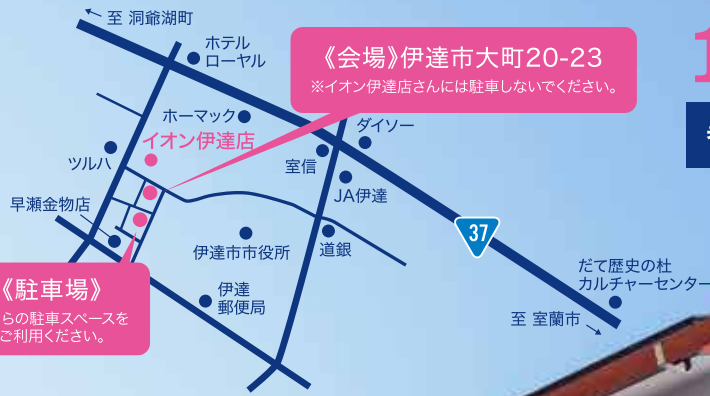 至 洞爺湖町
ホテル
ローヤル
《会場》伊達市大町20-23
※イオン伊達店さんには駐車しないでください。
ホーマック
ダイソー
イオン伊達店
ツルハ
室信
JA伊達
早瀬金物店
37
伊達市市役所
道銀
だて歴史の杜
カルチャーセンター
《駐車場》
らの駐車スペースを
ご利用ください。
伊達
郵便局
至 室蘭市